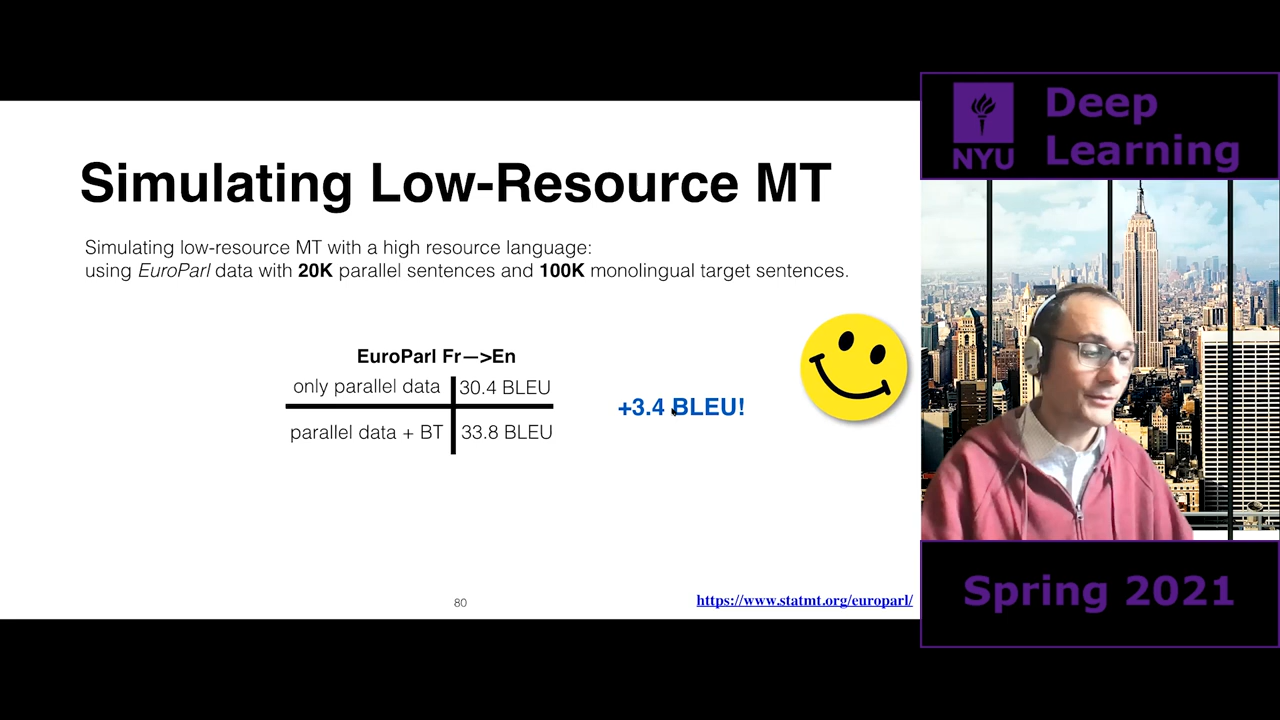 Simulating Low-Resource MT
Simulating low-resource MT with a high resource language:
using EuroParl data with 20K parallel sentences and 100K monolingual target sentences.
EuroParl Fr—>En
only parallel data 30.4 BLEU
parallel data + BT 33.8 BLEU
+3.4 BLEU!
80
https://www.statmt.org/europarl/
NYU
Deep
Learning
Spring 2021